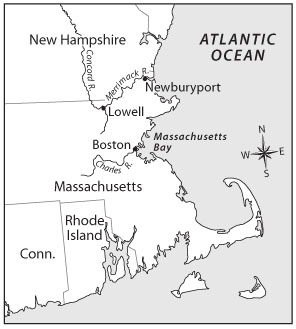 New Hampshire
ATLANTIC
OCEAN
Concord R.
Merrimack R.
Newburyport
Lowell
Boston
Massachusetts
Bay
Charles R.
Massachusetts
N
W
E
S
Rhode
Island
Conn.